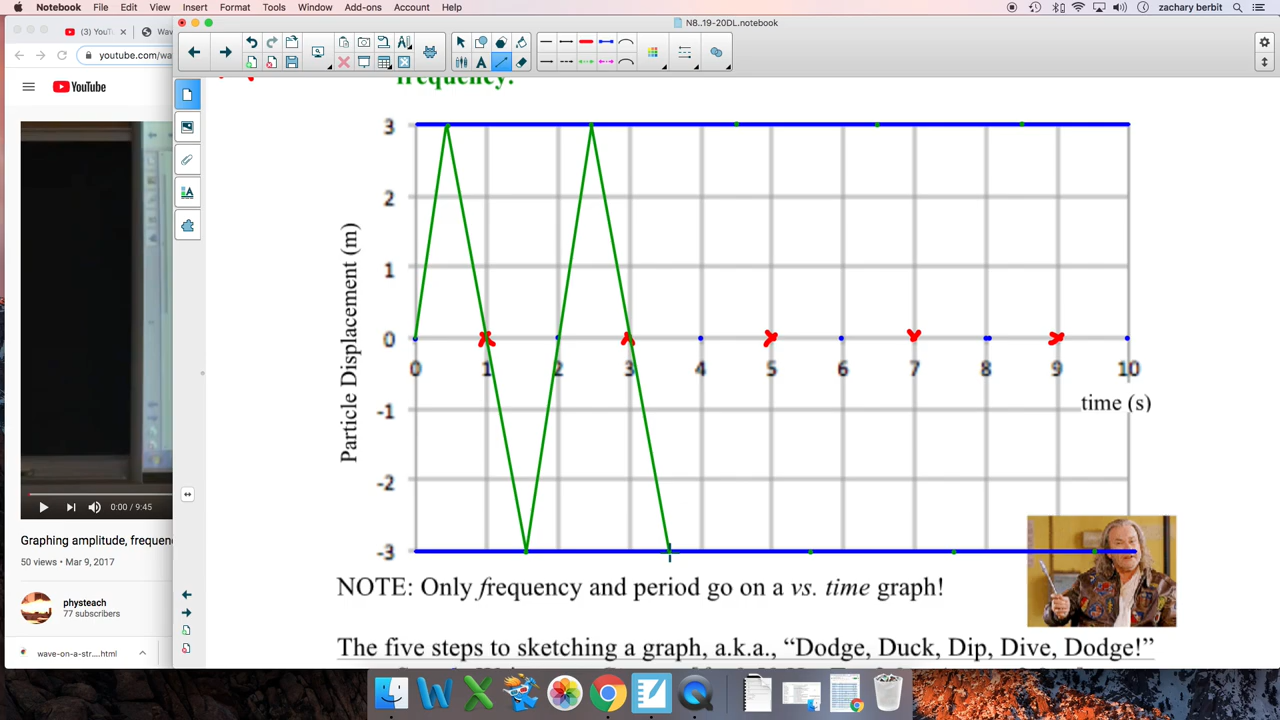 Notebook File Edit View Insert Format Tools Window Add-ons Account Help zachary berbit
N8..19-20DL.notebook
(3) YouT
Wav
youtube.com/wa
YouTube
frequency.
3
2
1
0
-1
-2
-3
0 1 2 3 4 5 6 7 8 9 10
Particle Displacement (m)
time (s)
0:00 / 9:45
Graphing amplitude, frequenc
50 views • Mar 9, 2017
physteach
77 subscribers
wave-on-a-str....html
NOTE: Only frequency and period go on a vs. time graph!
The five steps to sketching a graph, a.k.a., “Dodge, Duck, Dip, Dive, Dodge!”